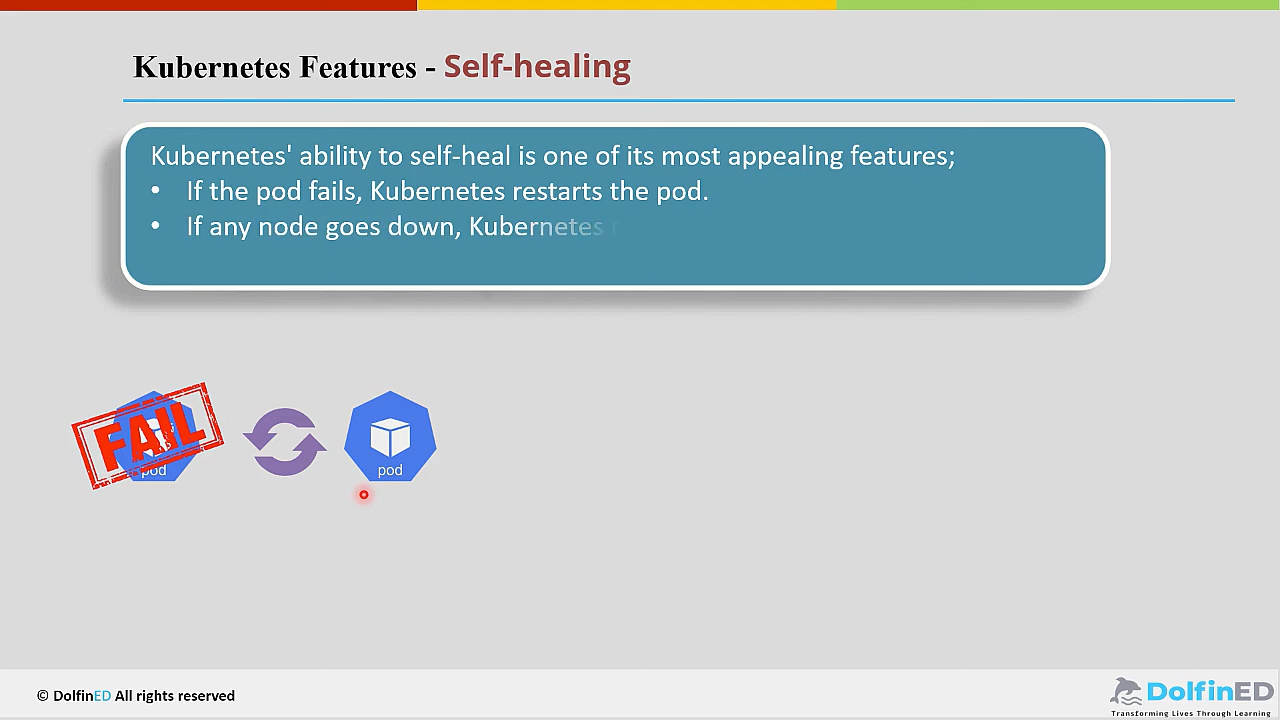 Kubernetes Features - Self-healing
Kubernetes' ability to self-heal is one of its most appealing features;
• If the pod fails, Kubernetes restarts the pod.
• If any node goes down, Kubernetes
FAIL
pod
pod
© DolfinED All rights reserved
DolfinED
Transforming Lives Through Learning